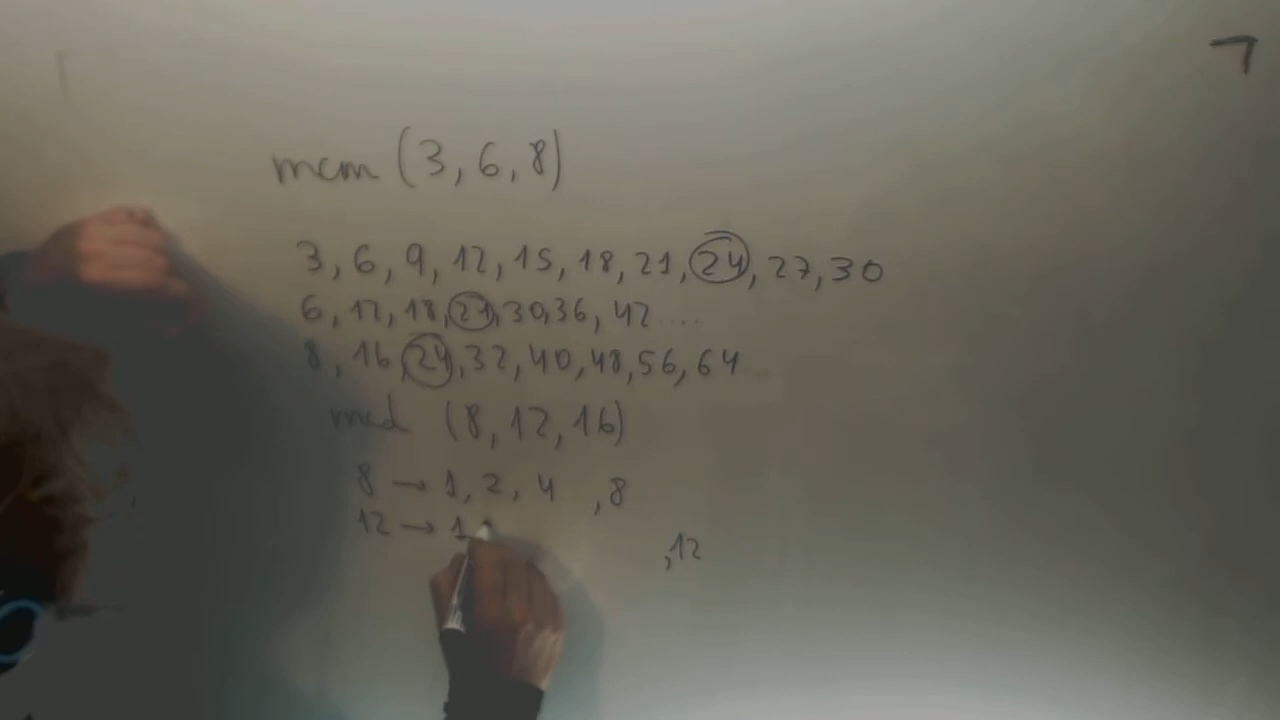 mcm (3, 6, 8)
3, 6, 9, 12, 15, 18, 21, 24, 27, 30
6, 12, 18, 24, 30, 36, 42....
8, 16, 24, 32, 40, 48, 56, 64
mcd (8, 12, 16)
8 → 1, 2, 4 , 8
12 → 1, , 12